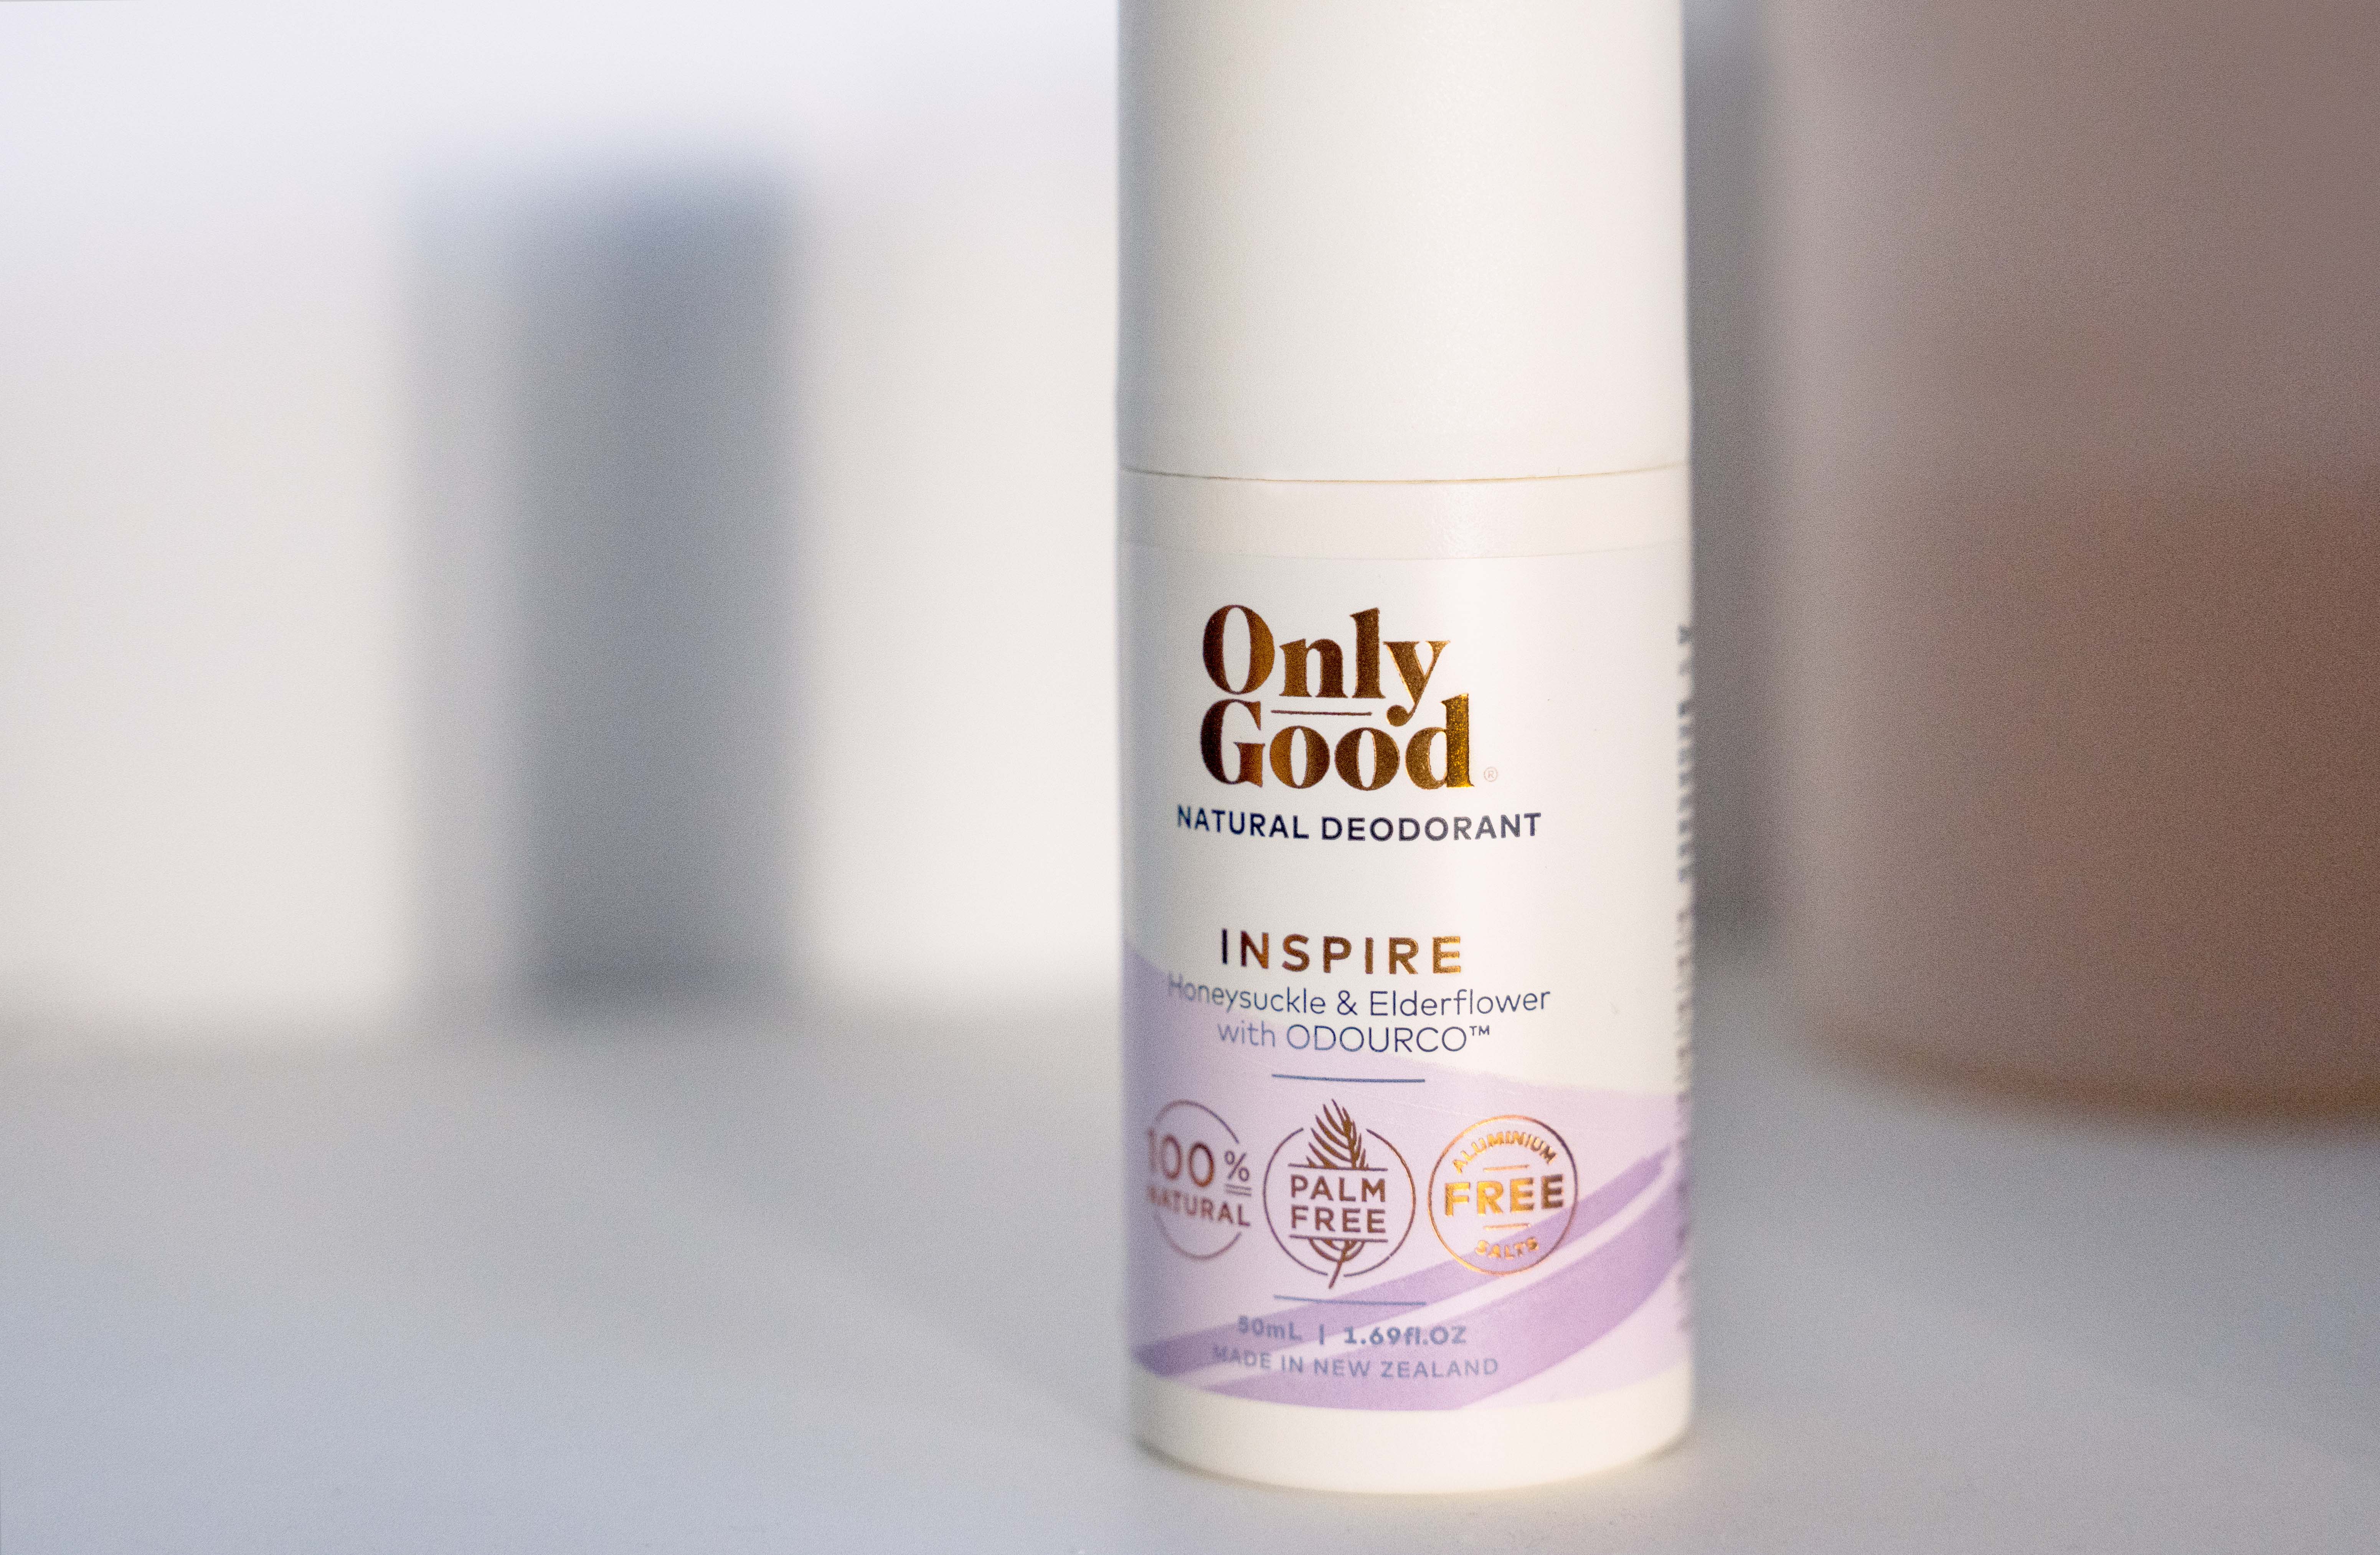 Only
Good®
NATURAL DEODORANT
INSPIRE
Honeysuckle & Elderflower
with ODOURCO™
100%
NATURAL
PALM
FREE
ALUMINIUM
FREE
SALTS
50mL | 1.69fl.OZ
MADE IN NEW ZEALAND